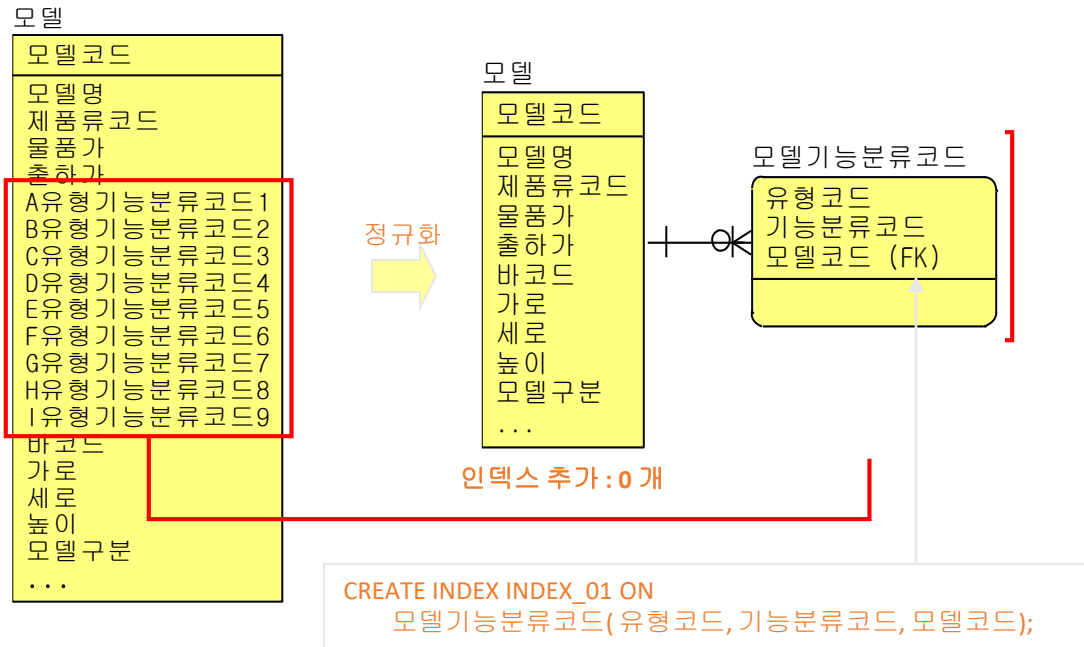 모델
모델코드
모델명
제품류코드
물품가
출하가
A유형기능분류코드1
B유형기능분류코드2
C유형기능분류코드3
D유형기능분류코드4
E유형기능분류코드5
F유형기능분류코드6
G유형기능분류코드7
H유형기능분류코드8
I유형기능분류코드9
바코드
가로
세로
높이
모델구분
...
정규화
모델
모델코드
모델명
제품류코드
물품가
출하가
바코드
가로
세로
높이
모델구분
...
인덱스 추가 : 0 개
모델기능분류코드
유형코드
기능분류코드
모델코드 (FK)
CREATE INDEX INDEX_01 ON
모델기능분류코드( 유형코드, 기능분류코드, 모델코드);